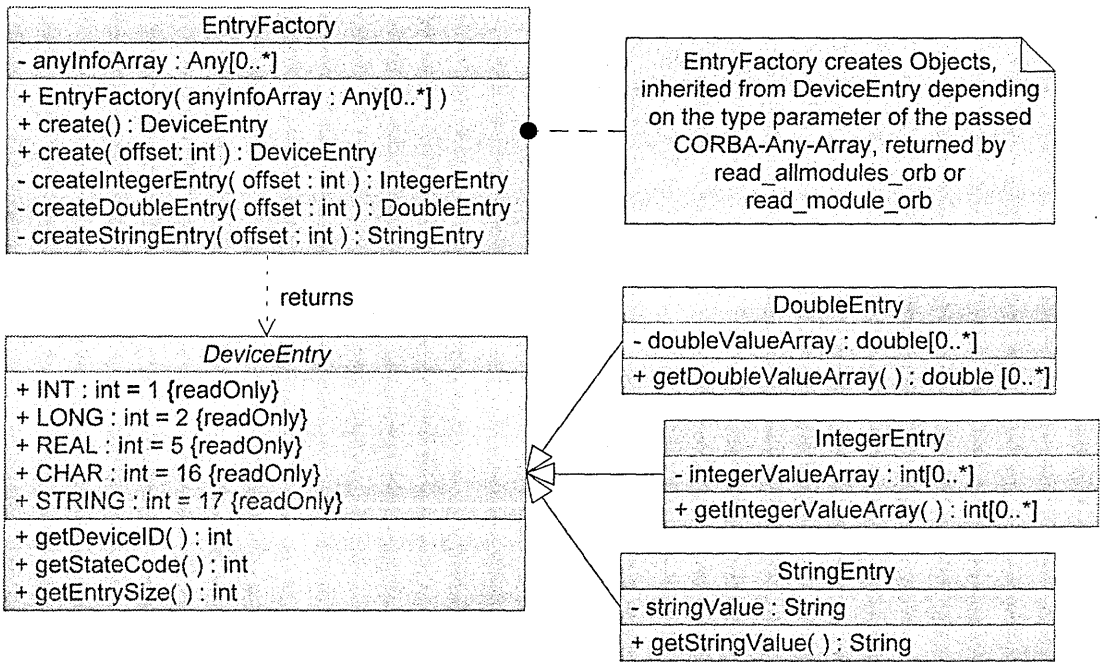 EntryFactory
- anyInfoArray : Any[0..*]
+ EntryFactory( anyInfoArray : Any[0..*] )
+ create() : DeviceEntry
+ create( offset: int ) : DeviceEntry
- createIntegerEntry( offset : int ) : IntegerEntry
- createDoubleEntry( offset : int ) : DoubleEntry
- createStringEntry( offset : int ) : StringEntry
EntryFactory creates Objects,
inherited from DeviceEntry depending
on the type parameter of the passed
CORBA-Any-Array, returned by
read_allmodules_orb or
read_module_orb
returns
DeviceEntry
+ INT : int = 1 {readOnly}
+ LONG : int = 2 {readOnly}
+ REAL : int = 5 {readOnly}
+ CHAR : int = 16 {readOnly}
+ STRING : int = 17 {readOnly}
+ getDeviceID( ) : int
+ getStateCode( ) : int
+ getEntrySize( ) : int
DoubleEntry
- doubleValueArray : double[0..*]
+ getDoubleValueArray( ) : double [0..*]
IntegerEntry
- integerValueArray : int[0..*]
+ getIntegerValueArray( ) : int[0..*]
StringEntry
- stringValue : String
+ getStringValue( ) : String